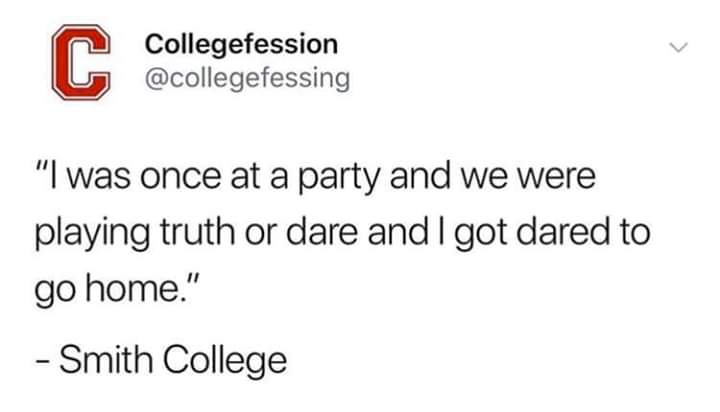 C
Collegefession
@collegefessing
"I was once at a party and we were
playing truth or dare and I got dared to
go home."
- Smith College